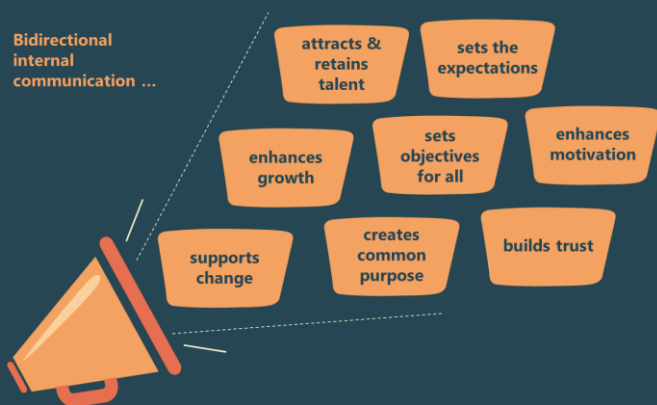 Bidirectional
internal
communication ...
attracts &
retains
talent
sets the
expectations
enhances
growth
sets
objectives
for all
enhances
motivation
supports
change
creates
common
purpose
builds trust